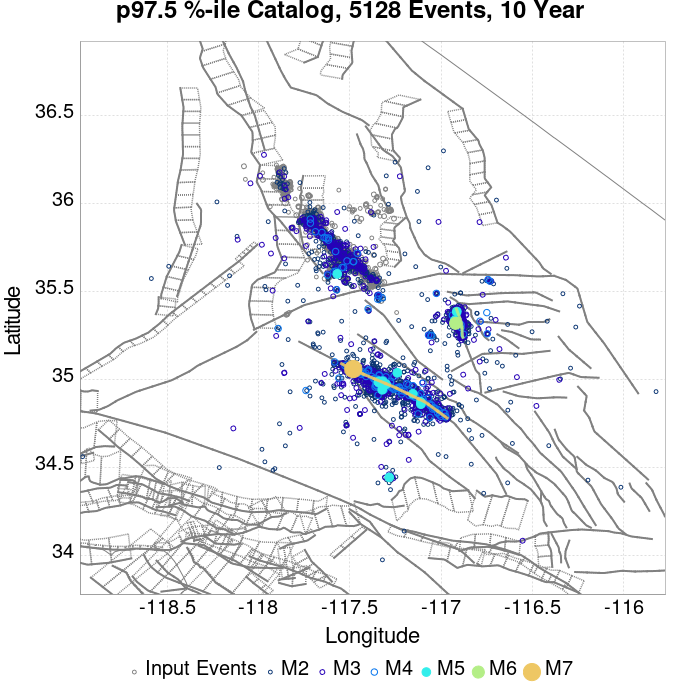 p97.5 %-ile Catalog, 5128 Events, 10 Year
36.5
36
35.5
35
34.5
34
Latitude
-118.5 -118 -117.5 -117 -116.5 -116
Longitude
Input Events M2 M3 M4 M5 M6 M7